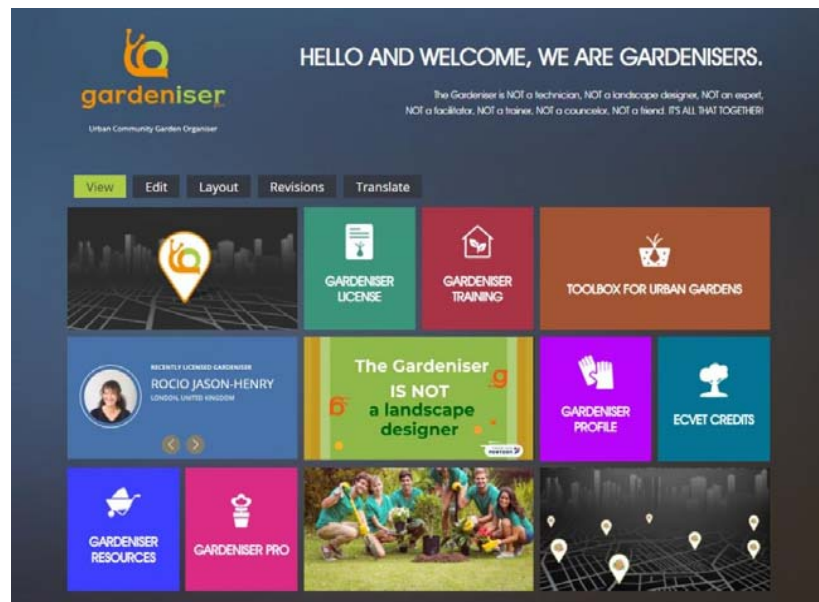 gardeniser
Urban Community Garden Organiser
HELLO AND WELCOME, WE ARE GARDENISERS.
The Gardeniser is NOT a technician, NOT a landscape designer, NOT an expert,
NOT a facilitator, NOT a trainer, NOT a councelor, NOT a friend. IT'S ALL THAT TOGETHER!
View Edit Layout Revisions Translate
GARDENISER
LICENSE
GARDENISER
TRAINING
TOOLBOX FOR URBAN GARDENS
RECENTLY LICENSED GARDENISER
ROCIO JASON-HENRY
LONDON, UNITED KINGDOM
The Gardeniser
IS NOT
a landscape
designer
GARDENISER
PROFILE
ECVET CREDITS
GARDENISER
RESOURCES
GARDENISER PRO